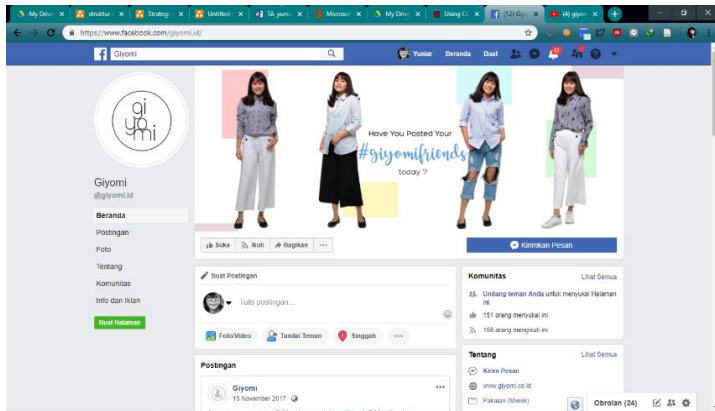 My Drive
struktur
Strategi
Untitled
TA_yunia
Microsof
My Drive
Using CC
(12) Giy
(4) giyo
https://www.facebook.com/giyomi.id/
Giyomi
Yuniar
Beranda
Buat
gi
yo
mi
Have You Posted Your
#giyomifriends
today ?
Giyomi
@giyomi.id
Beranda
Postingan
Foto
Tentang
Komunitas
Info dan Iklan
Buat Halaman
Suka
Ikuti
Bagikan
Kirimkan Pesan
Buat Postingan
Tulis postingan...
Foto/Video
Tandai Teman
Singgah
Postingan
Giyomi
15 November 2017
Komunitas
Lihat Semua
Undang teman Anda untuk menyukai Halaman
ini
151 orang menyukai ini
156 orang mengikuti ini
Tentang
Lihat Semua
Kirim Pesan
www.giyomi.co.id
Pakaian (Merek)
Obrolan (24)